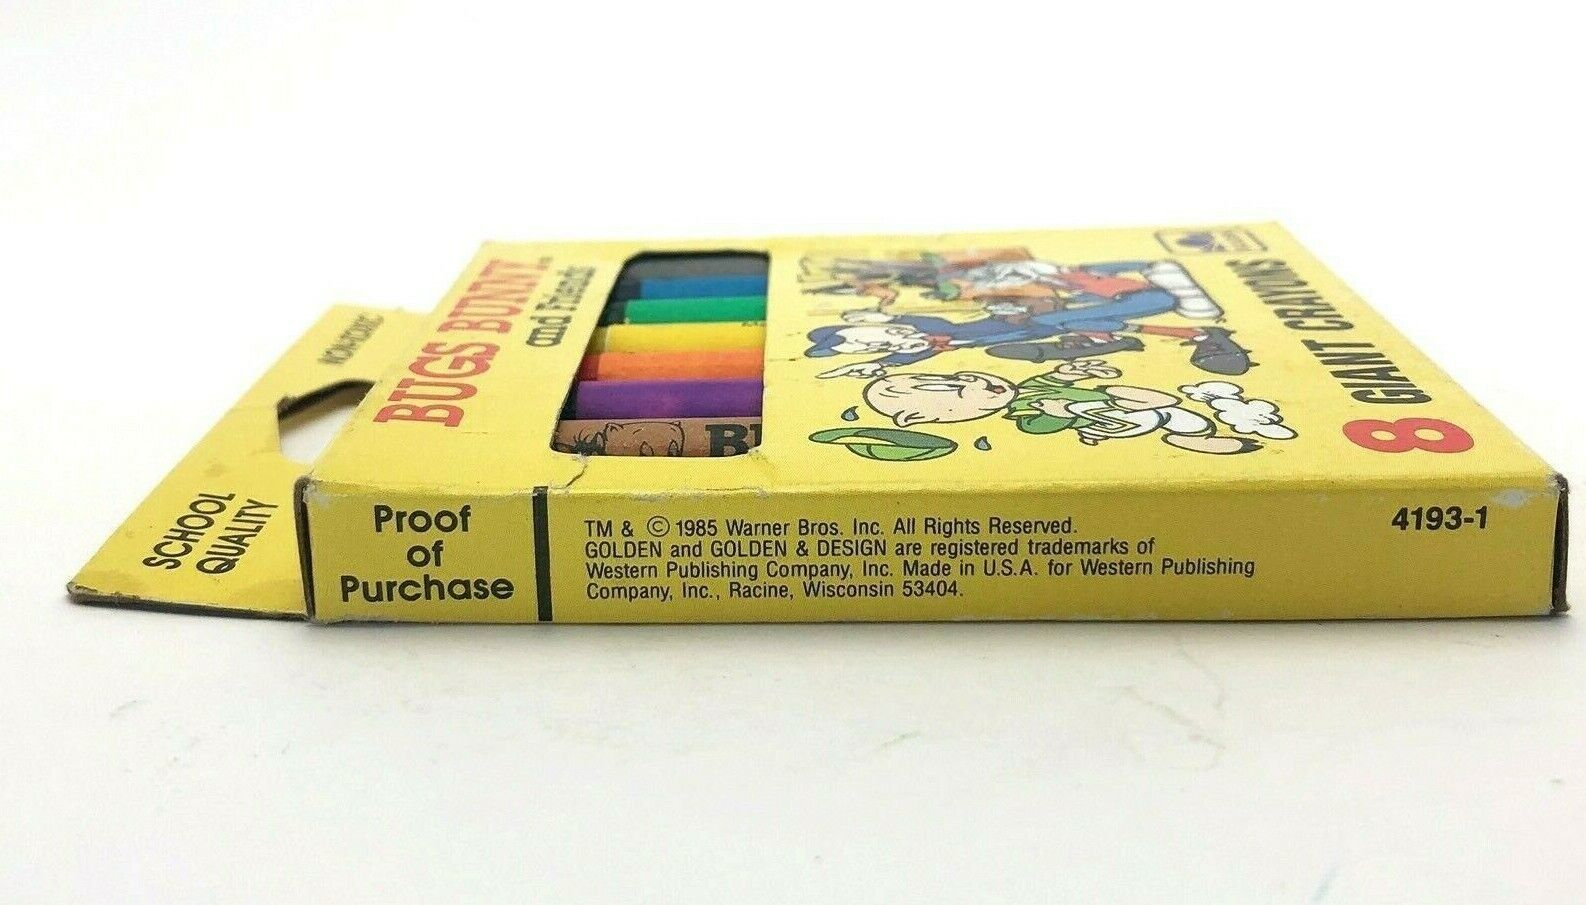 NON-TOXIC
SCHOOL
QUALITY
BUGS BUNNY
and Friends
8 GIANT CRAYONS
Proof
of
Purchase
TM & © 1985 Warner Bros. Inc. All Rights Reserved.
GOLDEN and GOLDEN & DESIGN are registered trademarks of
Western Publishing Company, Inc. Made in U.S.A. for Western Publishing
Company, Inc., Racine, Wisconsin 53404.
4193-1